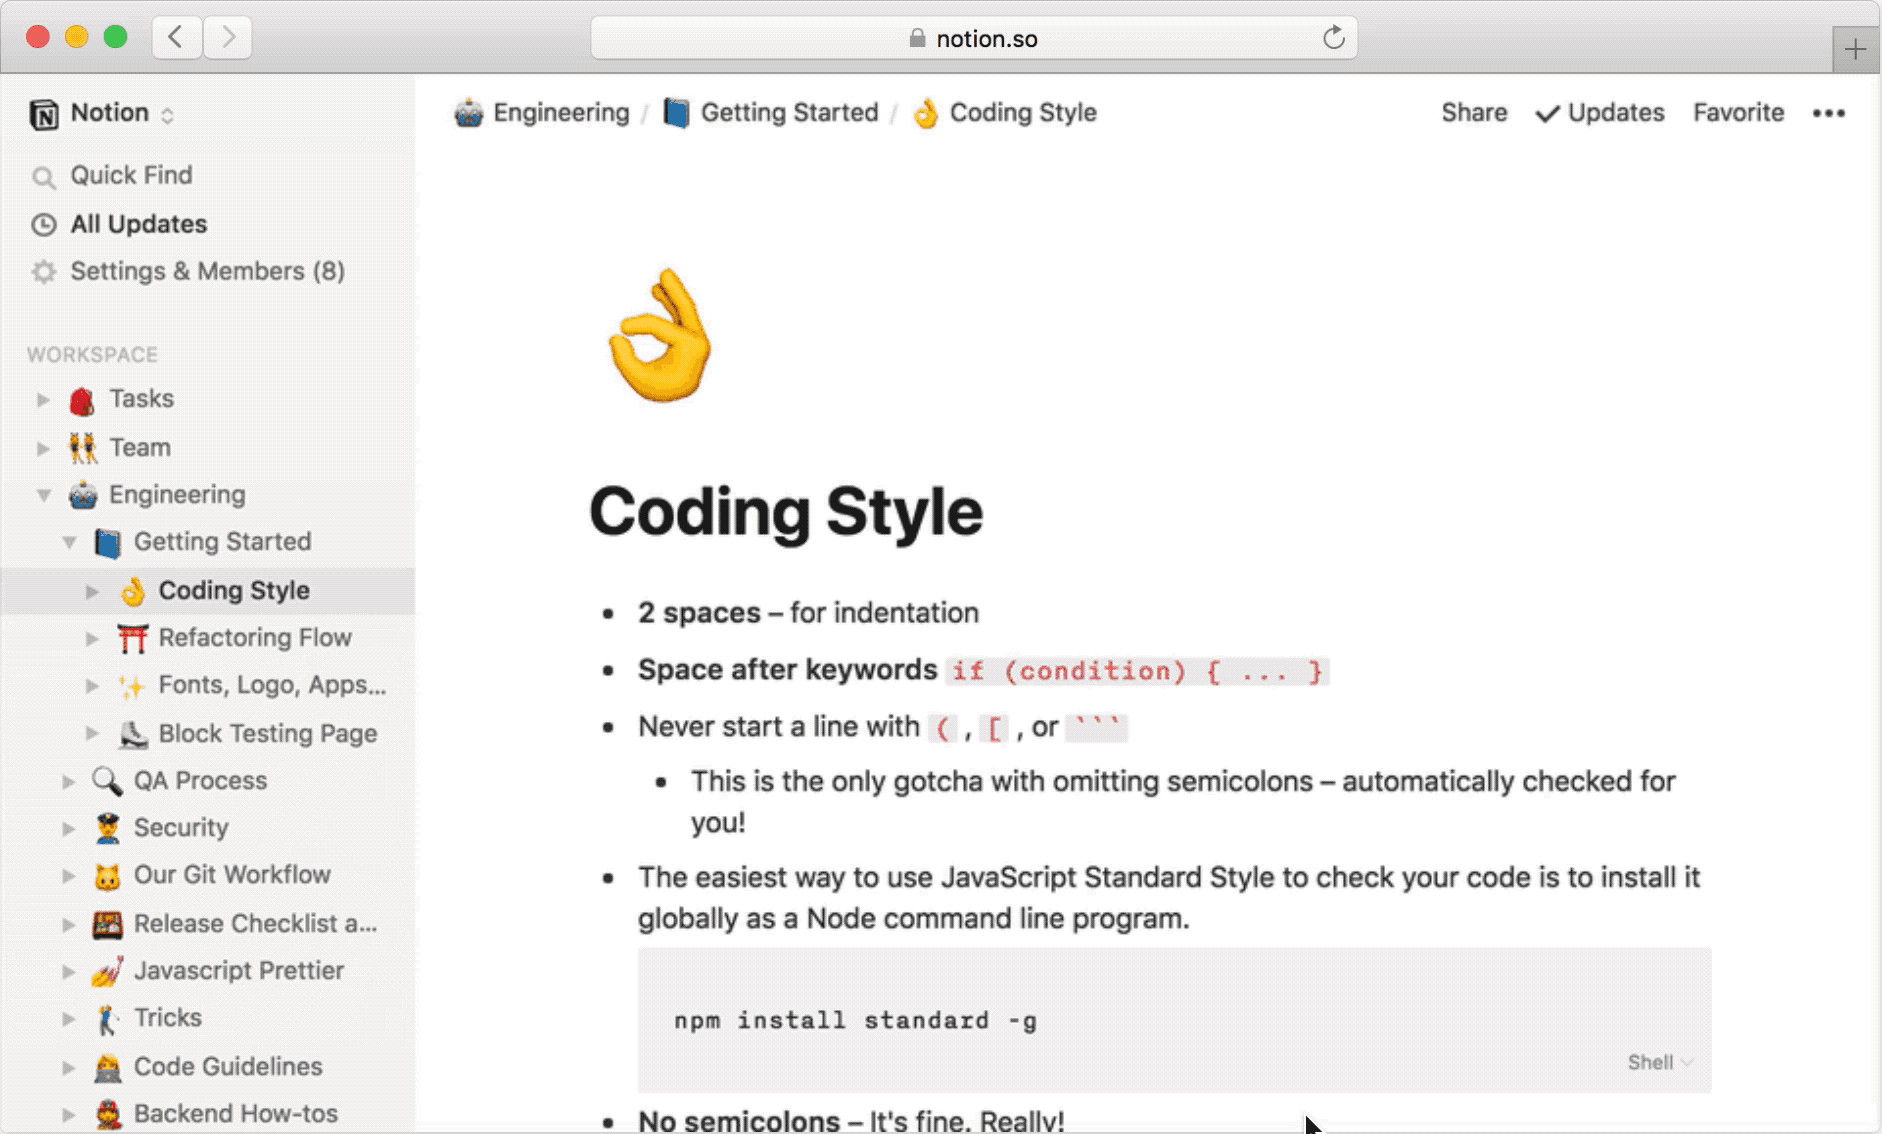 notion.so
Notion
Quick Find
All Updates
Settings & Members (8)
WORKSPACE
Tasks
Team
Engineering
Getting Started
Coding Style
Refactoring Flow
Fonts, Logo, Apps...
Block Testing Page
QA Process
Security
Our Git Workflow
Release Checklist a...
Javascript Prettier
Tricks
Code Guidelines
Backend How-tos
Engineering / Getting Started / Coding Style
Share Updates Favorite •••
Coding Style
• 2 spaces – for indentation
• Space after keywords if (condition) { ... }
• Never start a line with ( , [ , or ```
• This is the only gotcha with omitting semicolons – automatically checked for
you!
• The easiest way to use JavaScript Standard Style to check your code is to install it
globally as a Node command line program.
npm install standard -g
Shell
• No semicolons – It's fine. Really!